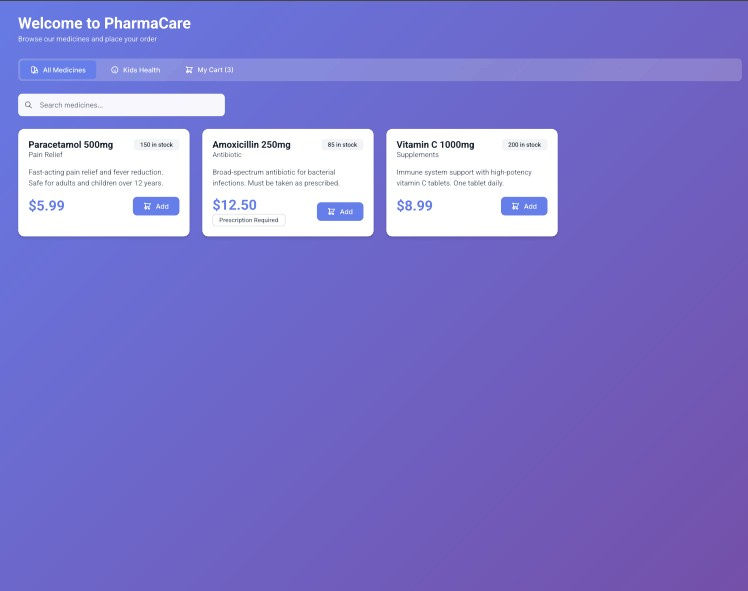 Welcome to PharmaCare
Browse our medicines and place your order
All Medicines
Kids Health
My Cart (3)
Search medicines...
Paracetamol 500mg
150 in stock
Pain Relief
Fast-acting pain relief and fever reduction.
Safe for adults and children over 12 years.
$5.99
Add
Amoxicillin 250mg
85 in stock
Antibiotic
Broad-spectrum antibiotic for bacterial
infections. Must be taken as prescribed.
$12.50
Prescription Required
Add
Vitamin C 1000mg
200 in stock
Supplements
Immune system support with high-potency
vitamin C tablets. One tablet daily.
$8.99
Add